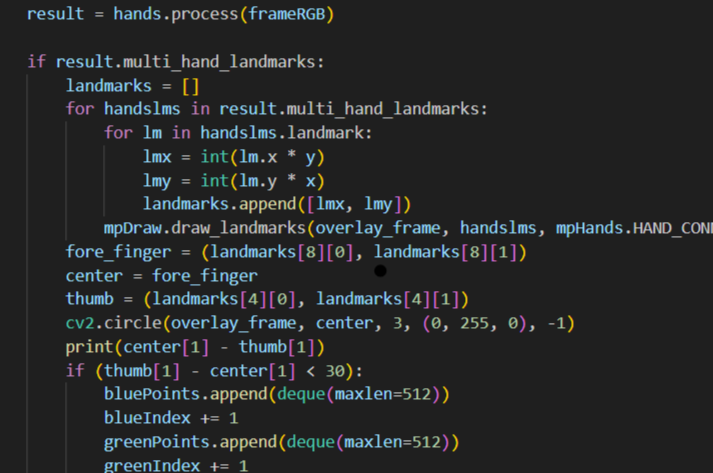 result = hands.process(frameRGB)
if result.multi_hand_landmarks:
landmarks = []
for handslms in result.multi_hand_landmarks:
for lm in handslms.landmark:
lmx = int(lm.x * y)
lmy = int(lm.y * x)
landmarks.append([lmx, lmy])
mpDraw.draw_landmarks(overlay_frame, handslms, mpHands.HAND_CON
fore_finger = (landmarks[8][0], landmarks[8][1])
center = fore_finger
thumb = (landmarks[4][0], landmarks[4][1])
cv2.circle(overlay_frame, center, 3, (0, 255, 0), -1)
print(center[1] - thumb[1])
if (thumb[1] - center[1] < 30):
bluePoints.append(deque(maxlen=512))
blueIndex += 1
greenPoints.append(deque(maxlen=512))
greenIndex += 1